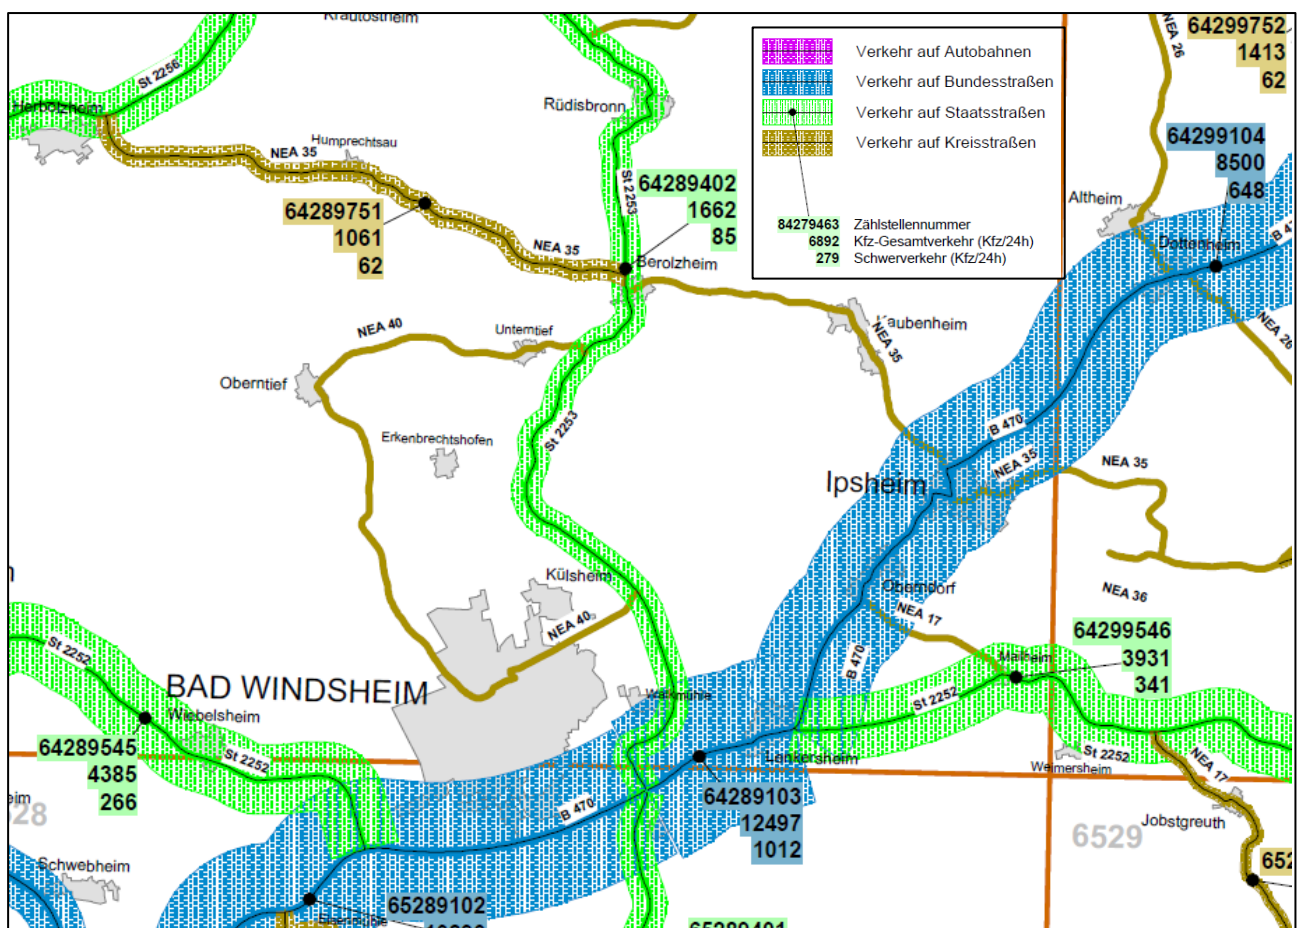 Krautostheim
St 2256
Herbolzheim
Humprechtsau
NEA 35
64289751
1061
62
NEA 35
Rüdisbronn
St 2253
64289402
1662
85
Berolzheim
Verkehr auf Autobahnen
Verkehr auf Bundesstraßen
Verkehr auf Staatsstraßen
Verkehr auf Kreisstraßen
84279463 Zählstellennummer
6892 Kfz-Gesamtverkehr (Kfz/24h)
279 Schwerverkehr (Kfz/24h)
NEA 26
64299752
1413
62
64299104
8500
648
Altheim
Dottenheim
NEA 26
NEA 40
Unterntief
Oberntief
Kaubenheim
NEA 35
St 2253
Erkenbrechtshofen
B 470
NEA 35
NEA 35
Ipsheim
Külsheim
NEA 40
Oberndorf
NEA 17
NEA 36
64299546
3931
341
Mailheim
B 470
St 2252
BAD WINDSHEIM
Walkmühle
St 2252
Wiebelsheim
64289545
4385
266
St 2252
Lenkersheim
St 2252
Weimersheim
NEA 17
64289103
12497
1012
B 470
Jobstgreuth
6529
Schwebheim
65289102
65289401